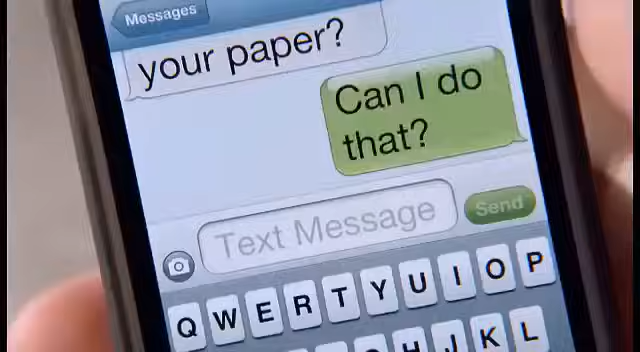 Messages
your paper?
Can I do
that?
Text Message
Send
Q W E R T Y U I O P
H J K L